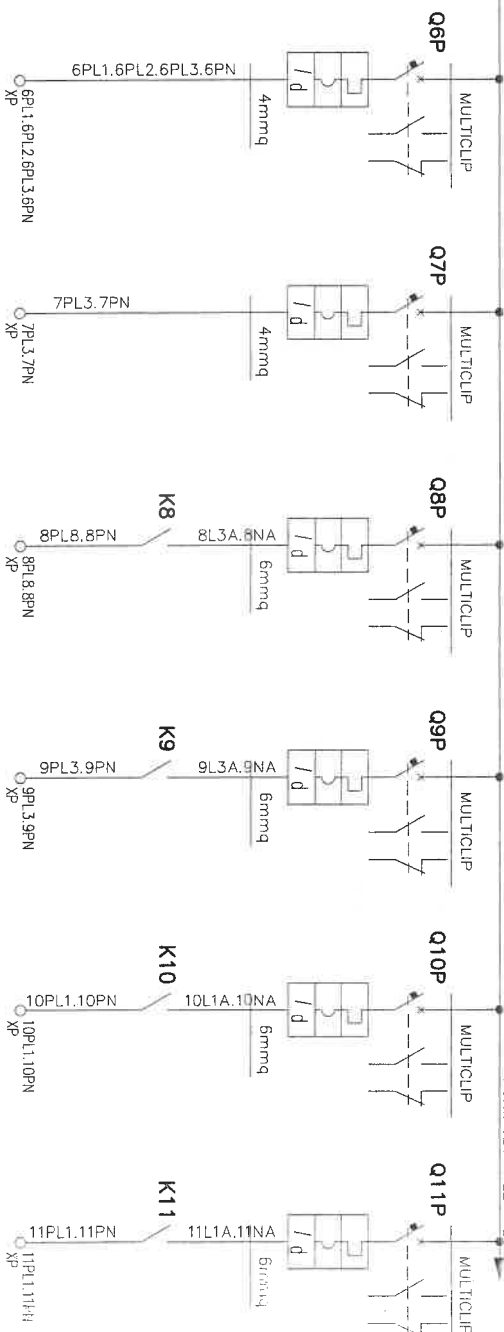 Q6P
MULTICLIP
I d
4mmq
6PL1.6PL2.6PL3.6PN
6PL1.6PL2.6PL3.6PN
XP
Q7P
MULTICLIP
I d
4mmq
7PL3.7PN
7PL3.7PN
XP
Q8P
MULTICLIP
I d
6mmq
8L3A.8NA
K8
8PL8.8PN
8PL8.8PN
XP
Q9P
MULTICLIP
I d
6mmq
9L3A.9NA
K9
9PL3.9PN
9PL3.9PN
XP
Q10P
MULTICLIP
I d
6mmq
10L1A.10NA
K10
10PL1.10PN
10PL1.10PN
XP
Q11P
MULTICLIP
I d
6mmq
11L1A.11NA
K11
11PL1.11PN
11PL1.11PN
XP